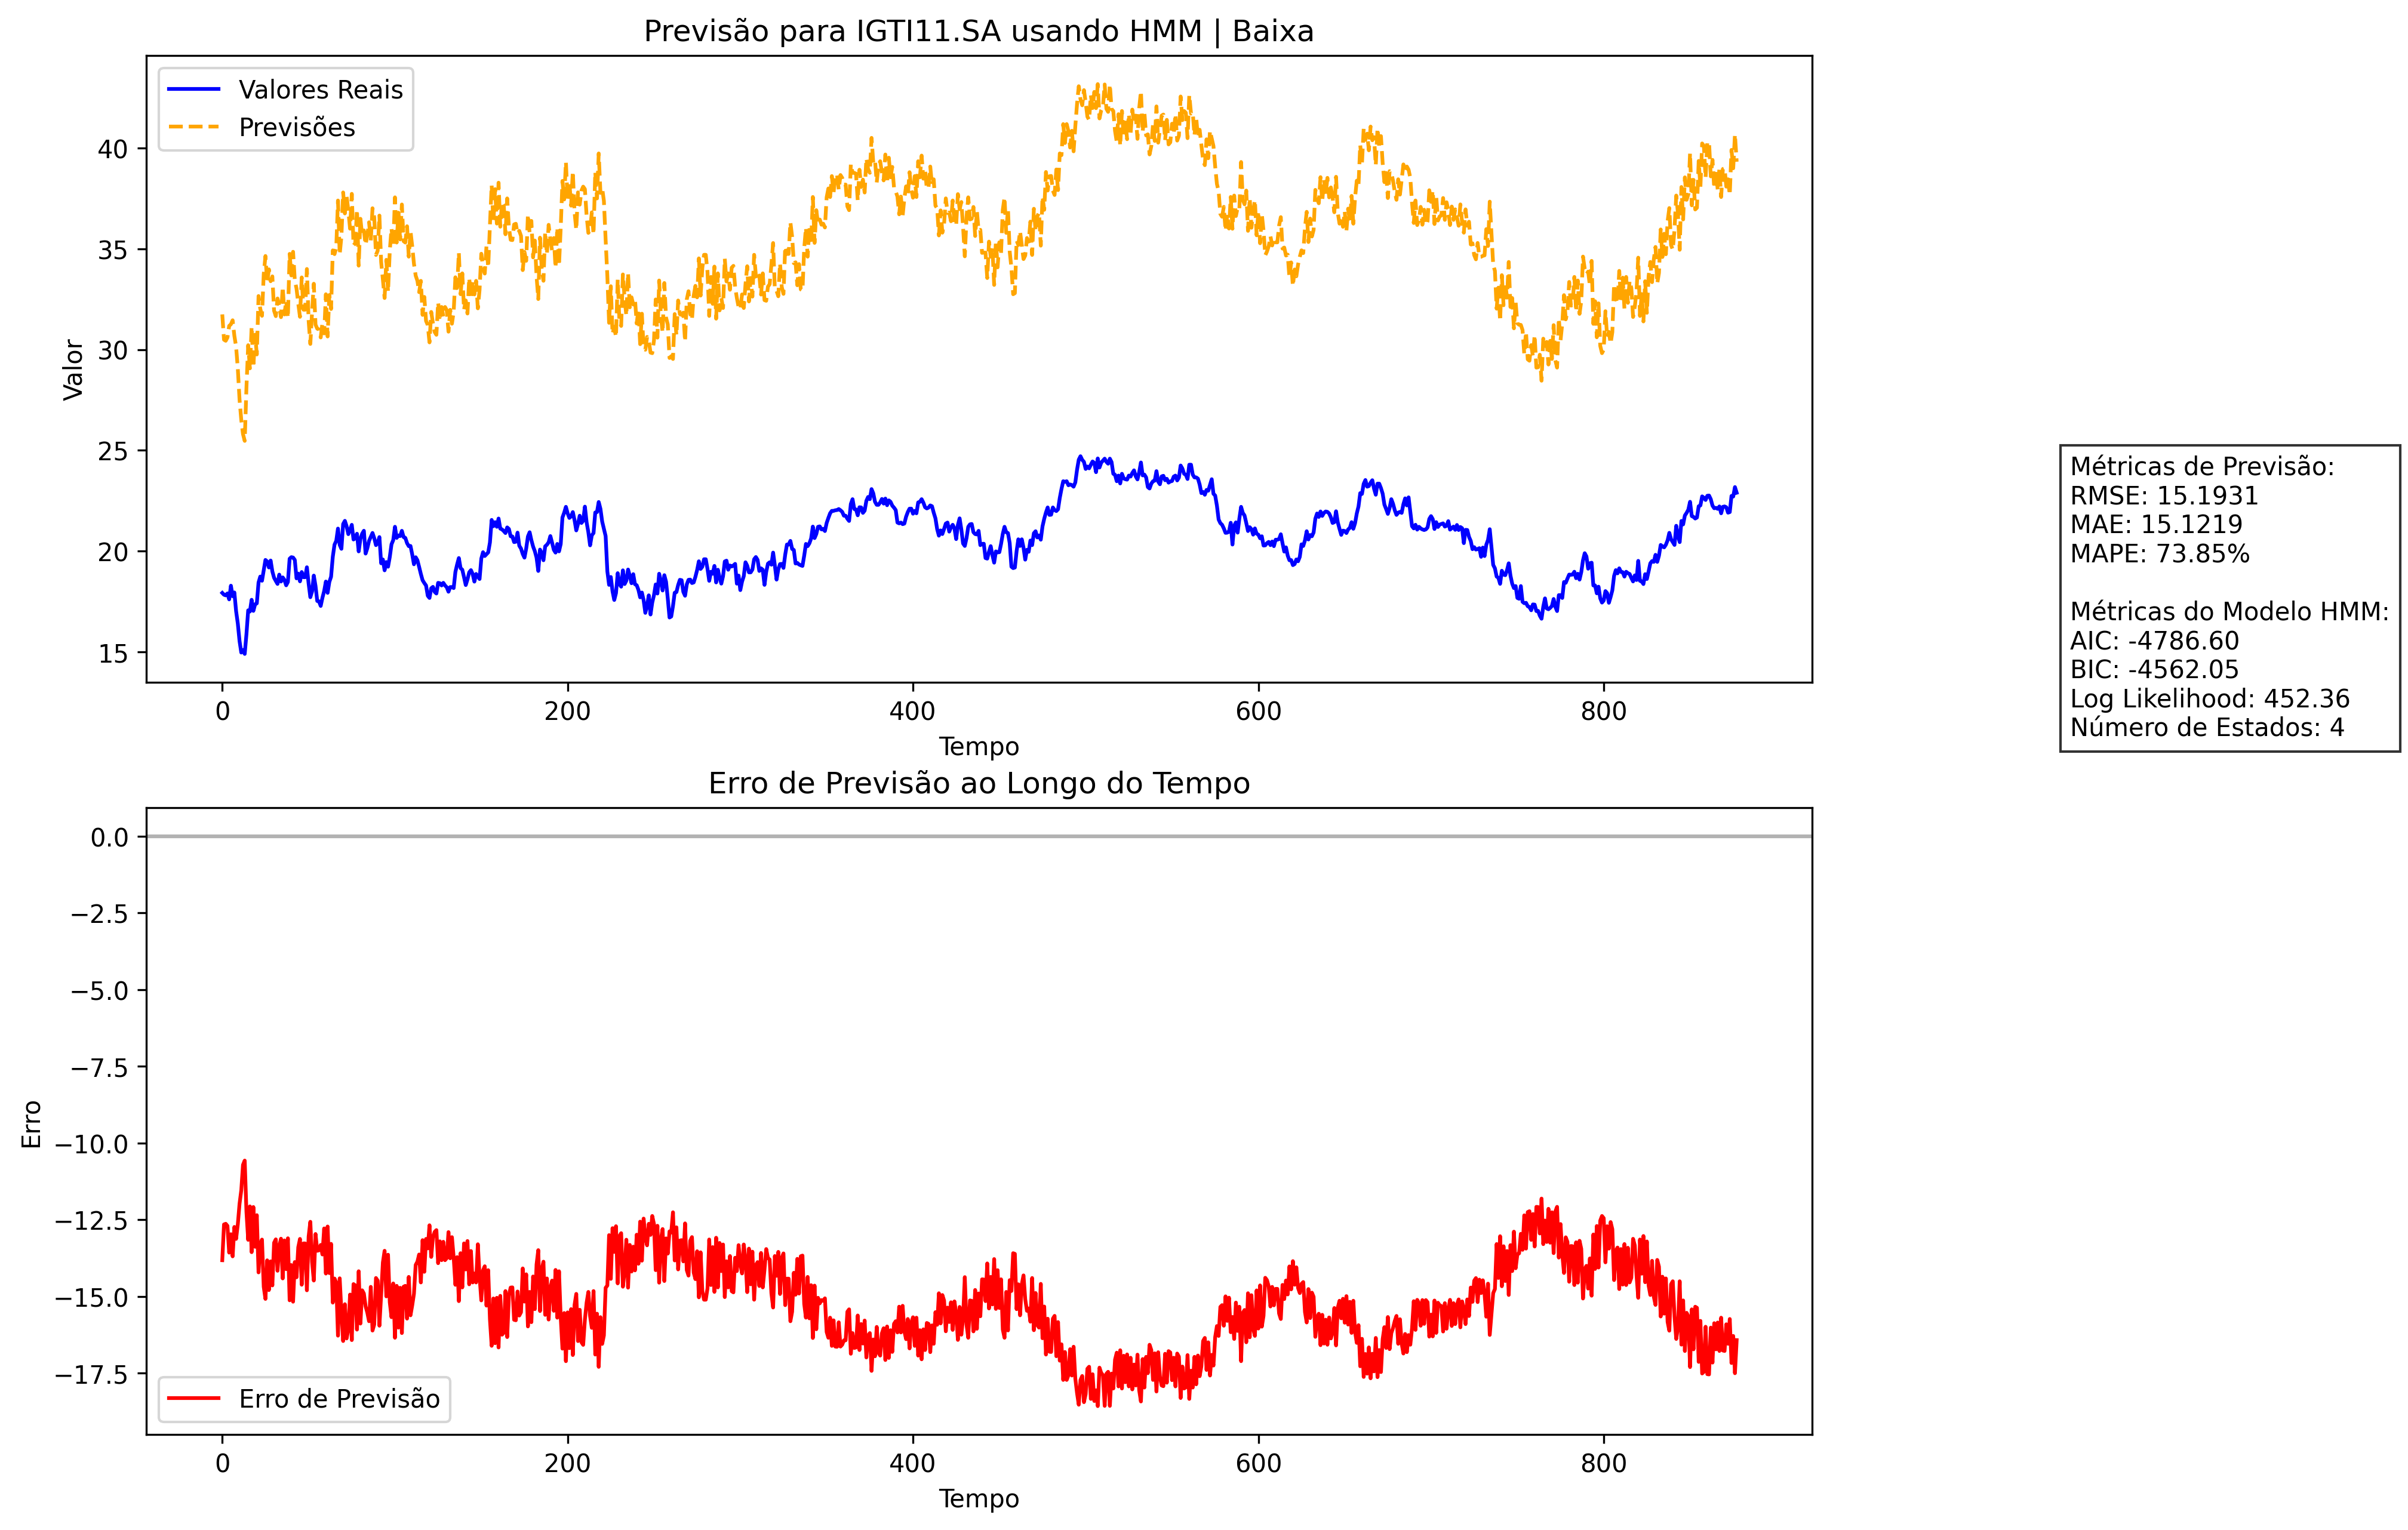 Previsão para IGTI11.SA usando HMM | Baixa
Valores Reais
Previsões
Valor
40
35
30
25
20
15
0
200
400
600
800
Tempo
Métricas de Previsão:
RMSE: 15.1931
MAE: 15.1219
MAPE: 73.85%
Métricas do Modelo HMM:
AIC: -4786.60
BIC: -4562.05
Log Likelihood: 452.36
Número de Estados: 4
Erro de Previsão ao Longo do Tempo
Erro
0.0
−2.5
−5.0
−7.5
−10.0
−12.5
−15.0
−17.5
Erro de Previsão
0
200
400
600
800
Tempo